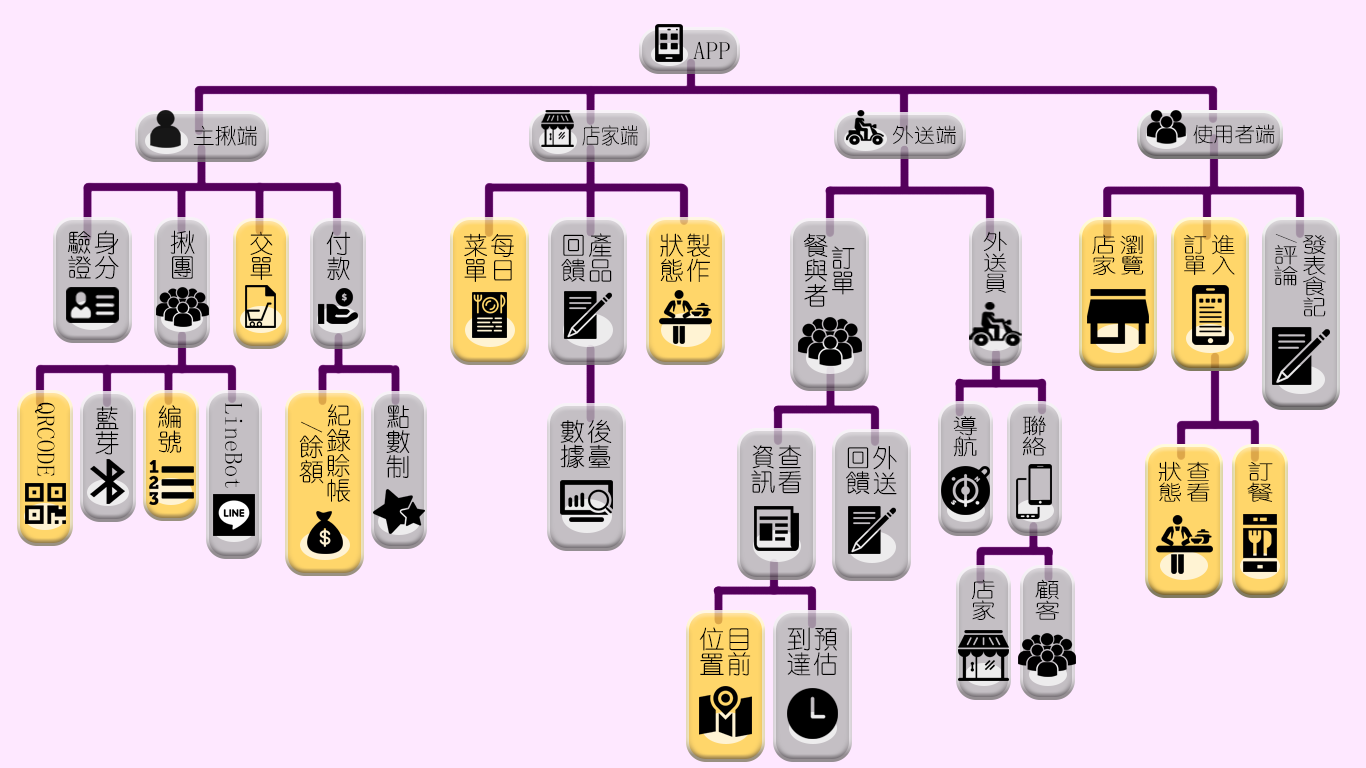 APP
主揪端
店家端
外送端
使用者端
身分
驗證
揪團
交單
付款
每日
菜單
產品
回饋
製作
狀態
訂單
餐與者
外送員
瀏覽
店家
進入
訂單
發表食記
/評論
QRCODE
藍芽
編號
LineBot
LINE
1
2
3
紀錄賒帳
/餘額
點數制
$
$
後臺
數據
查看
資訊
外送
回饋
導航
聯絡
查看
狀態
訂餐
目前
位置
預估
到達
店家
顧客